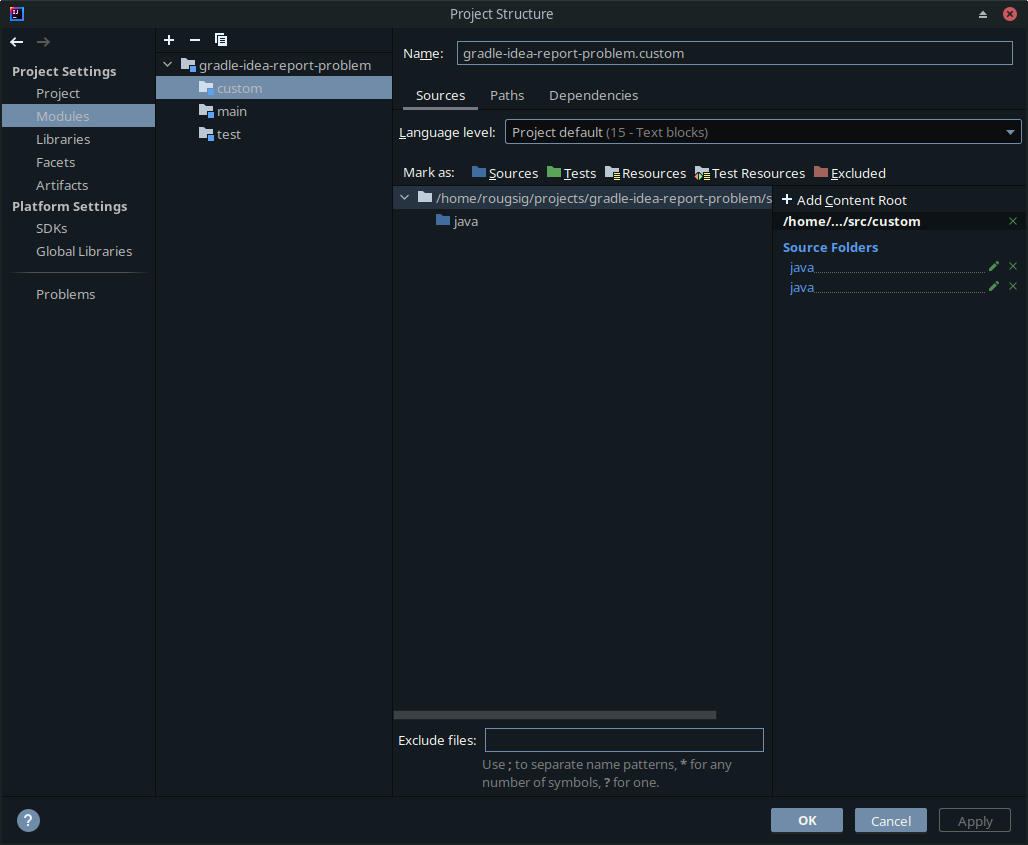 Project Structure
Project Settings
Project
Modules
Libraries
Facets
Artifacts
Platform Settings
SDKs
Global Libraries
Problems
gradle-idea-report-problem
custom
main
test
Name: gradle-idea-report-problem.custom
Sources Paths Dependencies
Language level: Project default (15 - Text blocks)
Mark as: Sources Tests Resources Test Resources Excluded
/home/rougsig/projects/gradle-idea-report-problem/s
java
+ Add Content Root
/home/.../src/custom
Source Folders
java
java
Exclude files:
Use ; to separate name patterns, * for any
number of symbols, ? for one.
? OK Cancel Apply